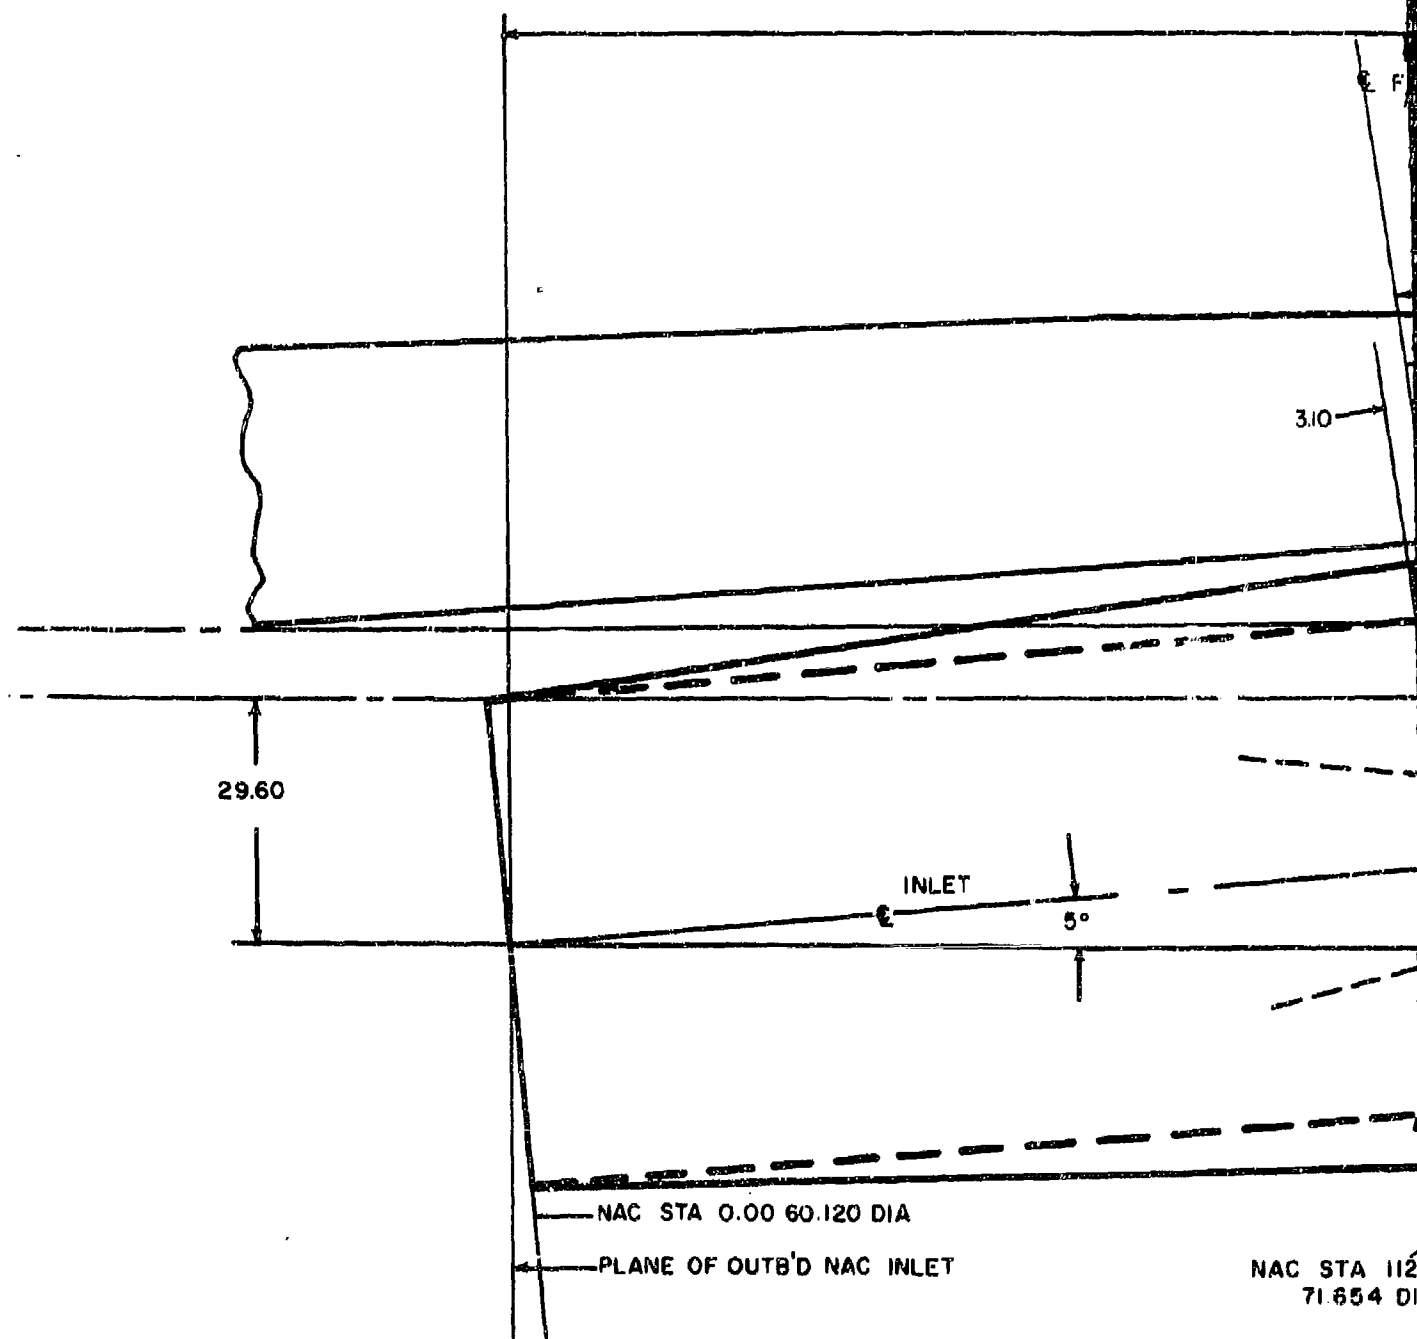 ℄ F
3.10
29.60
INLET
℄
5°
NAC STA 0.00 60.120 DIA
PLANE OF OUTB'D NAC INLET
NAC STA 112
71.654 DI